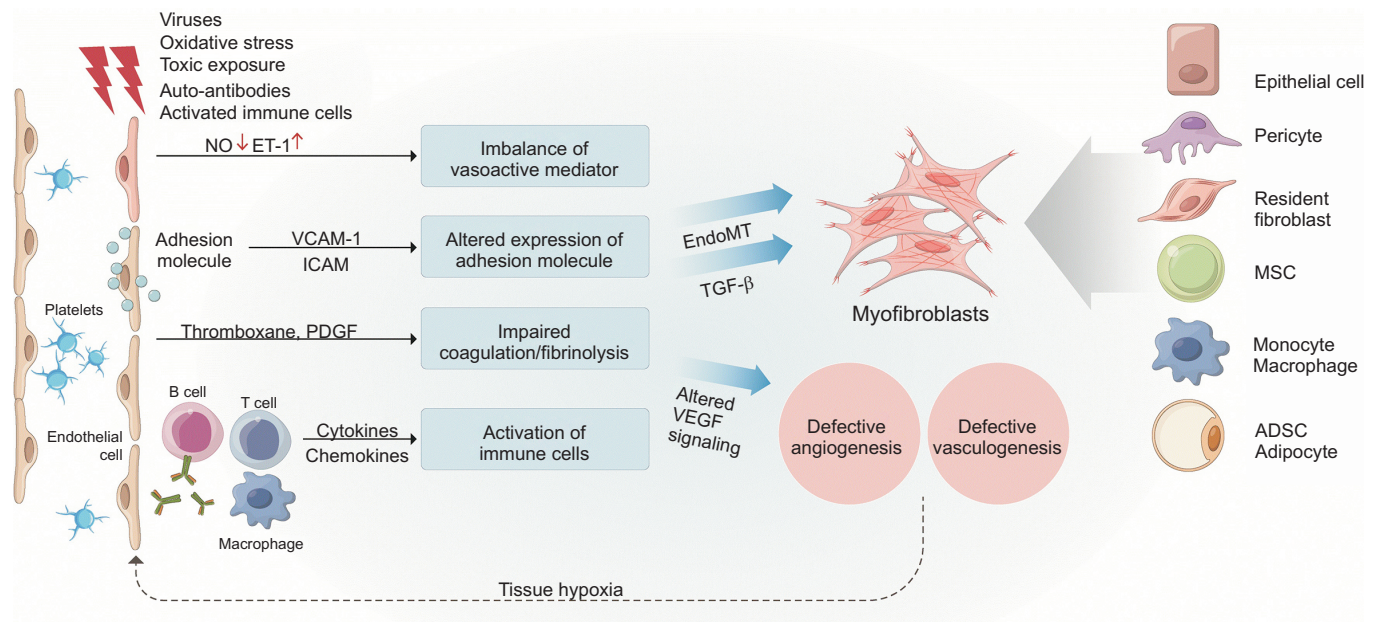 Viruses
Oxidative stress
Toxic exposure
Auto-antibodies
Activated immune cells
NO↓ ET-1↑
Imbalance of
vasoactive mediator
Adhesion
molecule
VCAM-1
ICAM
Altered expression of
adhesion molecule
Platelets
Thromboxane, PDGF
Impaired
coagulation/fibrinolysis
B cell
T cell
Endothelial
cell
Macrophage
Cytokines
Chemokines
Activation of
immune cells
EndoMT
TGF-β
Altered
VEGF
signaling
Myofibroblasts
Defective
angiogenesis
Defective
vasculogenesis
Tissue hypoxia
Epithelial cell
Pericyte
Resident
fibroblast
MSC
Monocyte
Macrophage
ADSC
Adipocyte